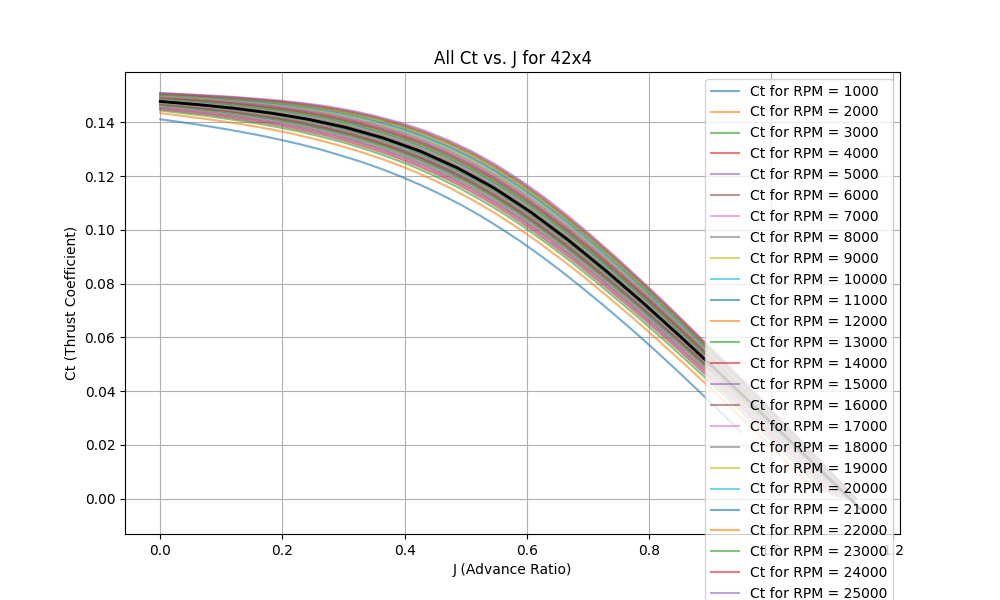 All Ct vs. J for 42x4
Ct (Thrust Coefficient)
0.14
0.12
0.10
0.08
0.06
0.04
0.02
0.00
0.0
0.2
0.4
0.6
0.8
1.0
1.2
J (Advance Ratio)
Ct for RPM = 1000
Ct for RPM = 2000
Ct for RPM = 3000
Ct for RPM = 4000
Ct for RPM = 5000
Ct for RPM = 6000
Ct for RPM = 7000
Ct for RPM = 8000
Ct for RPM = 9000
Ct for RPM = 10000
Ct for RPM = 11000
Ct for RPM = 12000
Ct for RPM = 13000
Ct for RPM = 14000
Ct for RPM = 15000
Ct for RPM = 16000
Ct for RPM = 17000
Ct for RPM = 18000
Ct for RPM = 19000
Ct for RPM = 20000
Ct for RPM = 21000
Ct for RPM = 22000
Ct for RPM = 23000
Ct for RPM = 24000
Ct for RPM = 25000